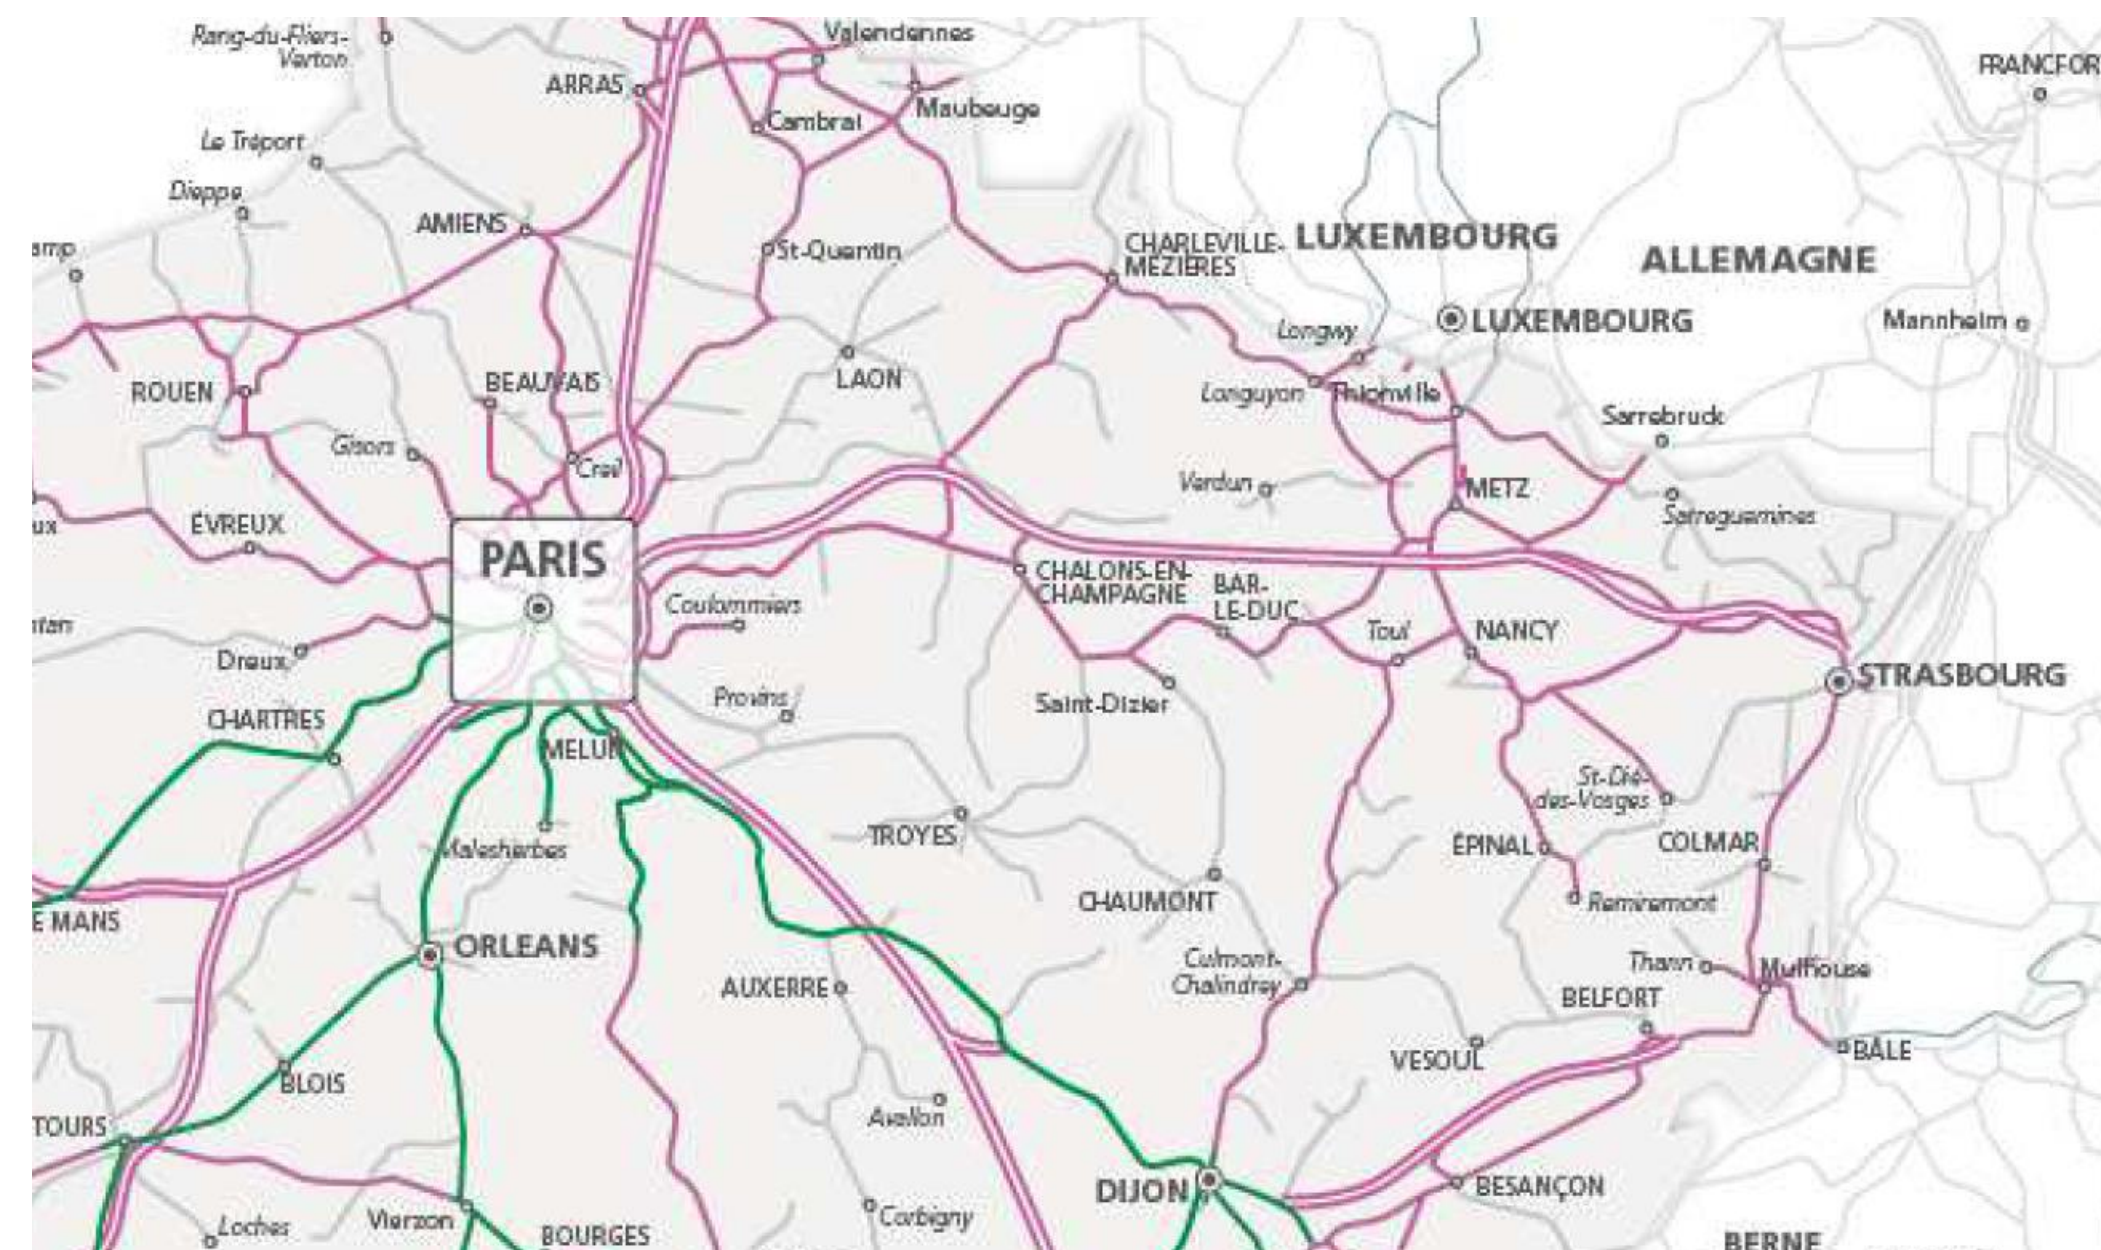 Rang-du-Fliers-
Verton
Valenciennes
FRANCFOR
ARRAS
Maubeuge
Cambrai
Le Tréport
Dieppe
AMIENS
amp
St-Quentin
CHARLEVILLE-
MÉZIÈRES
LUXEMBOURG
ALLEMAGNE
LUXEMBOURG
Mannheim
Longwy
ROUEN
BEAUVAIS
LAON
Longuyon
Thionville
Sarrebruck
Gisors
Creil
Verdun
METZ
Sarreguemines
ux
ÉVREUX
PARIS
CHALONS-EN-
CHAMPAGNE
BAR-
LE-DUC
Coulommiers
ntan
Toul
NANCY
Dreux
STRASBOURG
Provins
Saint-Dizier
CHARTRES
MELUN
St-Dié-
des-Vosges
TROYES
Malesherbes
ÉPINAL
COLMAR
CHAUMONT
Remiremont
E MANS
ORLEANS
Culmont-
Chalindrey
Thann
Mulhouse
AUXERRE
BELFORT
VESOUL
BÂLE
BLOIS
Avallon
TOURS
DIJON
BESANÇON
Loches
Vierzon
BOURGES
Corbigny
BERNE